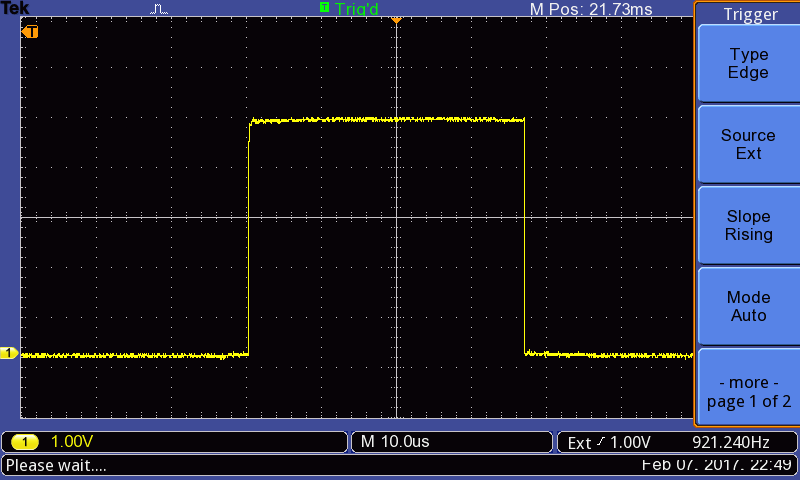 Tek T Trig'd M Pos: 21.73ms
T
Trigger
Type
Edge
Source
Ext
Slope
Rising
Mode
Auto
- more -
page 1 of 2
1
1 1.00V M 10.0us Ext 1.00V 921.240Hz
Please wait.... Feb 07, 2017, 22:49